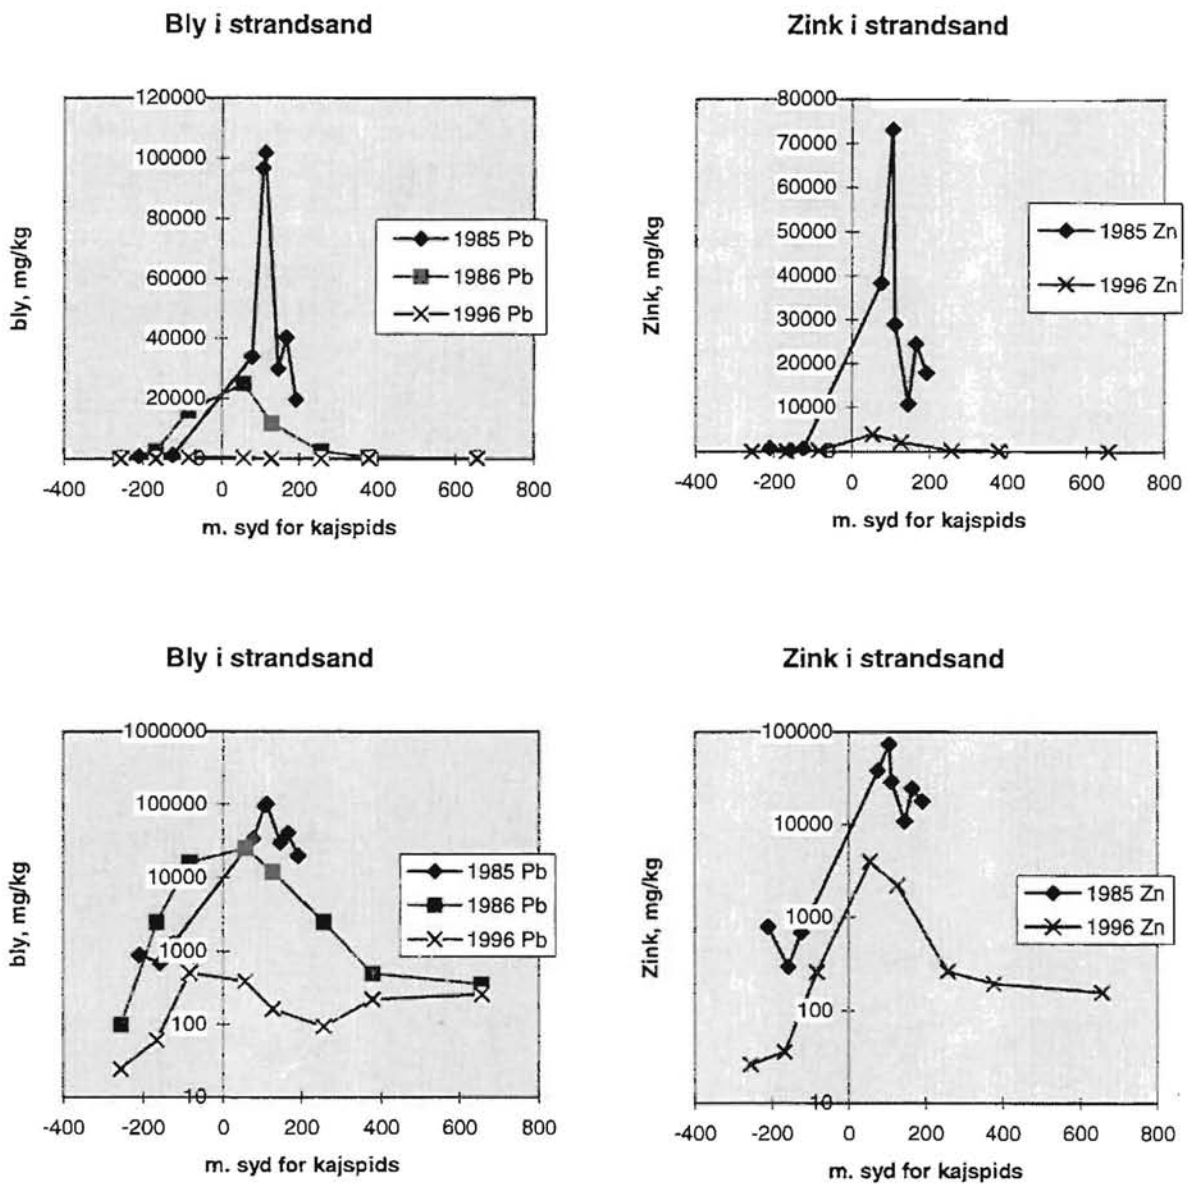 Bly i strandsand
120000
100000
80000
60000
40000
20000
0
bly, mg/kg
1985 Pb
1986 Pb
1996 Pb
-400 -200 0 200 400 600 800
m. syd for kajspids
Zink i strandsand
80000
70000
60000
50000
40000
30000
20000
10000
0
Zink, mg/kg
1985 Zn
1996 Zn
-400 -200 0 200 400 600 800
m. syd for kajspids
Bly i strandsand
1000000
100000
10000
1000
100
10
bly, mg/kg
1985 Pb
1986 Pb
1996 Pb
-400 -200 0 200 400 600 800
m. syd for kajspids
Zink i strandsand
100000
10000
1000
100
10
Zink, mg/kg
1985 Zn
1996 Zn
-400 -200 0 200 400 600 800
m. syd for kajspids